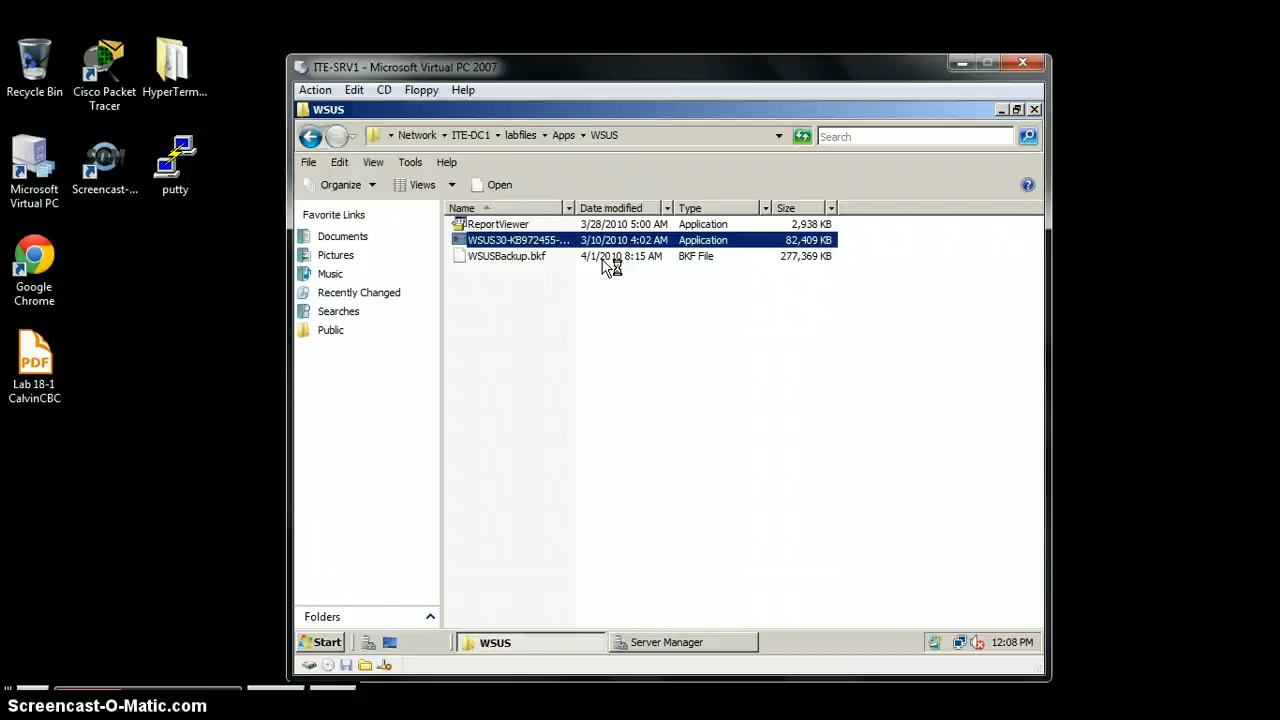 Recycle Bin
Cisco Packet
Tracer
HyperTerm...
Microsoft
Virtual PC
Screencast-...
putty
Google
Chrome
PDF
Lab 18-1
CalvinCBC
ITE-SRV1 - Microsoft Virtual PC 2007
Action Edit CD Floppy Help
WSUS
Network ITE-DC1 labfiles Apps WSUS
Search
File Edit View Tools Help
Organize Views Open
Favorite Links
Documents
Pictures
Music
Recently Changed
Searches
Public
Folders
Name Date modified Type Size
ReportViewer 3/28/2010 5:00 AM Application 2,938 KB
WSUS30-KB972455-... 3/10/2010 4:02 AM Application 82,409 KB
WSUSBackup.bkf 4/1/2010 8:15 AM BKF File 277,369 KB
Start WSUS Server Manager 12:08 PM
Screencast-O-Matic.com